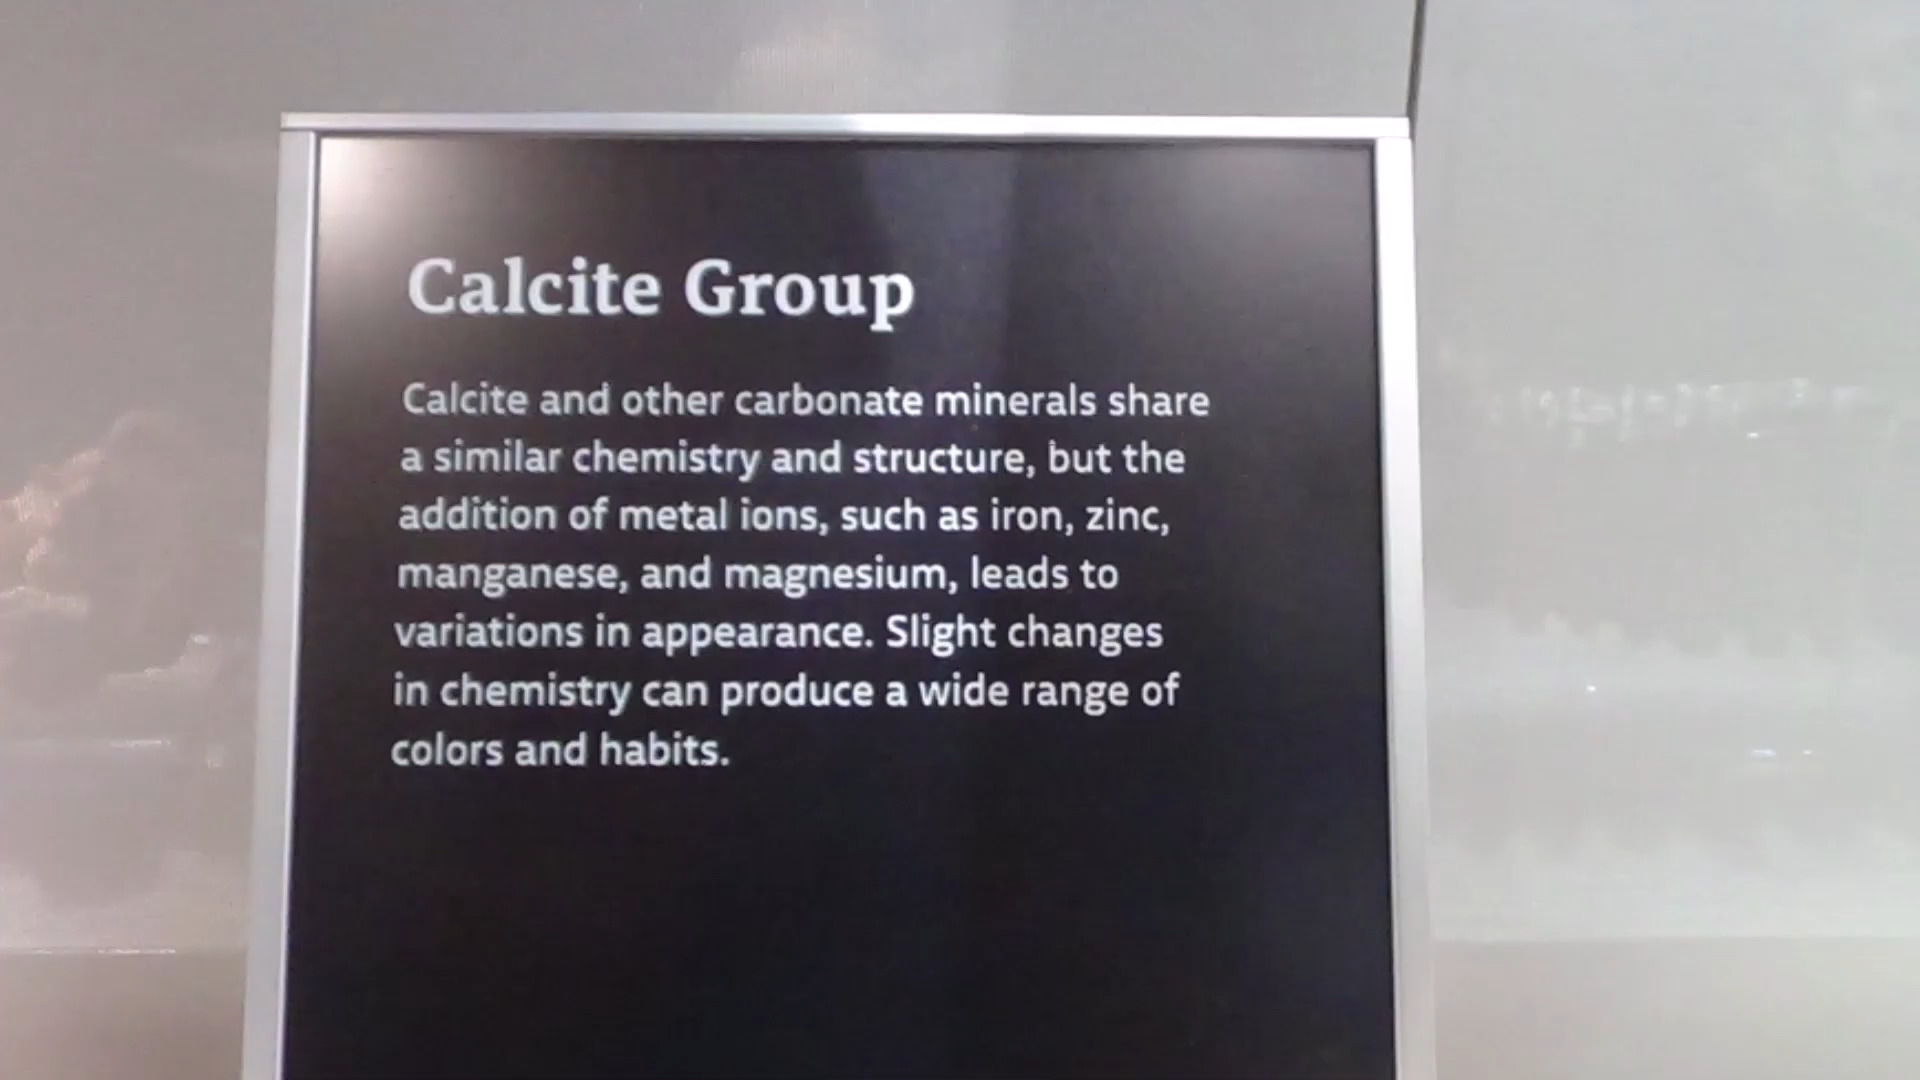 Calcite Group
Calcite and other carbonate minerals share
a similar chemistry and structure, but the
addition of metal ions, such as iron, zinc,
manganese, and magnesium, leads to
variations in appearance. Slight changes
in chemistry can produce a wide range of
colors and habits.